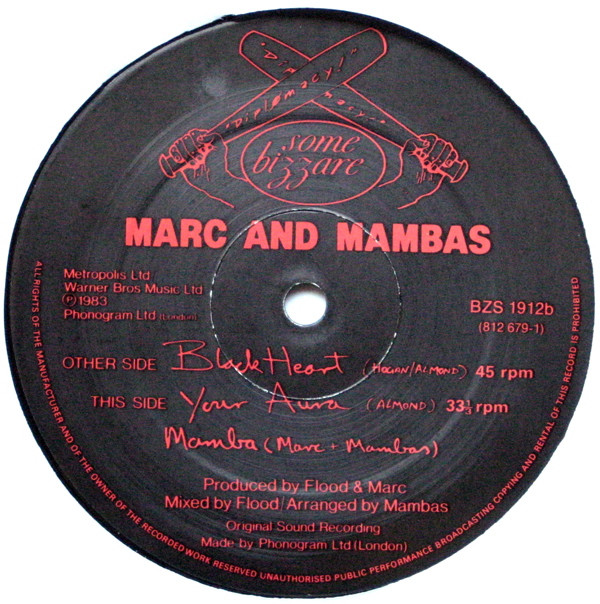 Diplomacy
some
bizzare
MARC AND MAMBAS
Metropolis Ltd
Warner Bros Music Ltd
Ⓟ1983
Phonogram Ltd (London)
BZS 1912b
(812 679-1)
OTHER SIDE Black Heart (HOGAN/ALMOND) 45 rpm
THIS SIDE Your Aura (ALMOND) 33⅓ rpm
Mamba (Marc + Mambas)
Produced by Flood & Marc
Mixed by Flood/Arranged by Mambas
Original Sound Recording
Made by Phonogram Ltd (London)
ALL RIGHTS OF THE MANUFACTURER AND OF THE OWNER OF THE RECORDED WORK RESERVED UNAUTHORISED PUBLIC PERFORMANCE BROADCASTING COPYING AND RENTAL OF THIS RECORD IS PROHIBITED